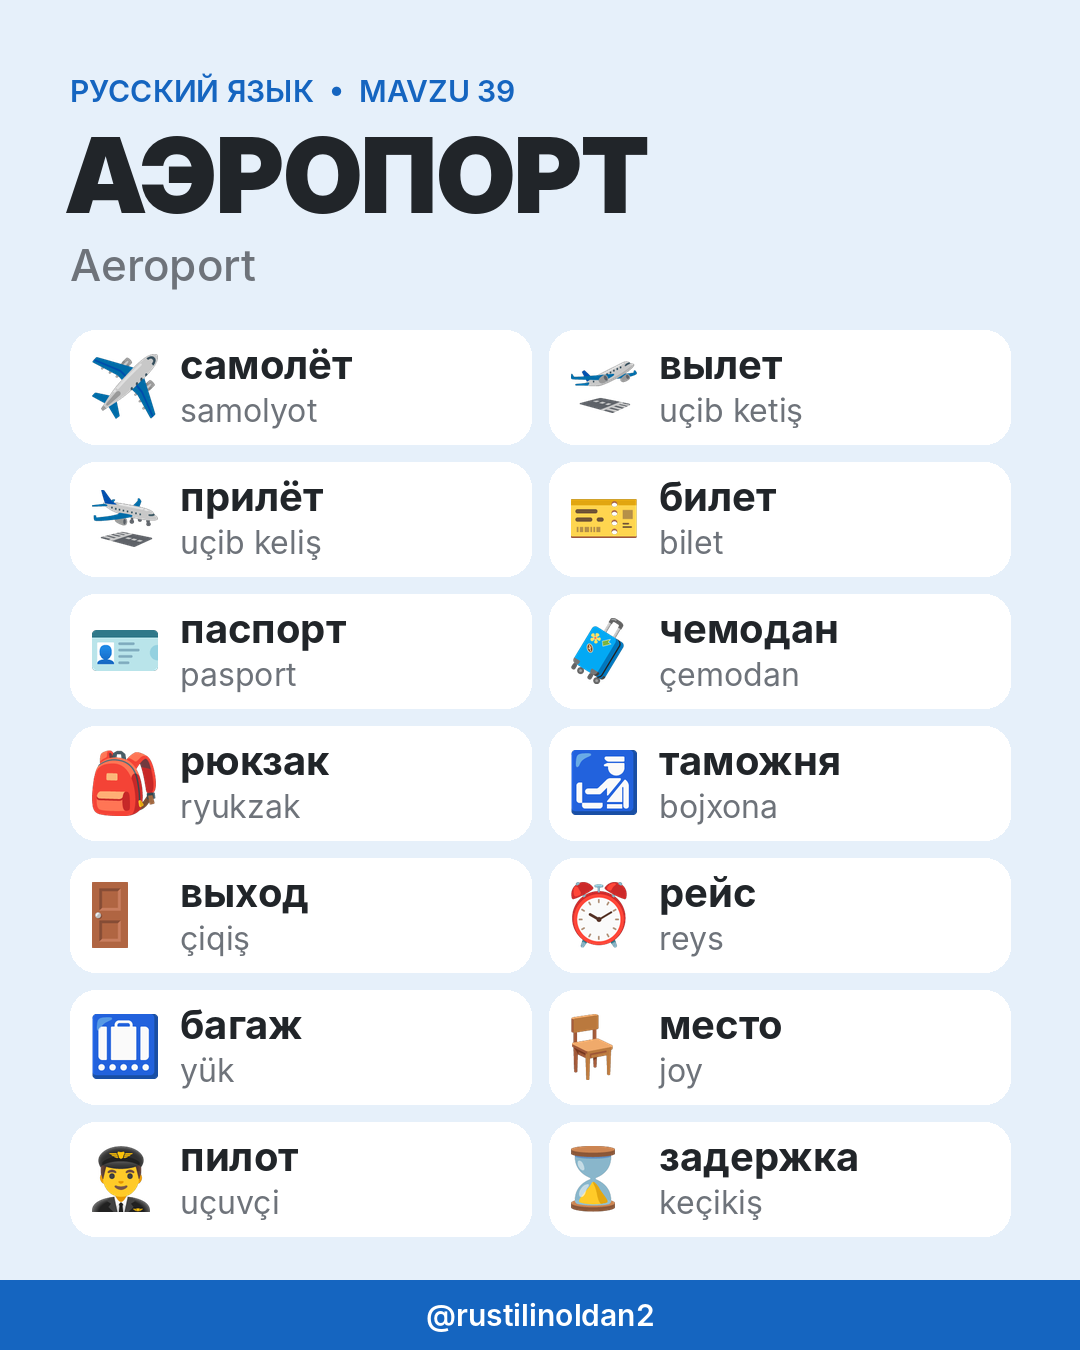 РУССКИЙ ЯЗЫК • MAVZU 39
АЭРОПОРТ
Aeroport
самолёт
samolyot
вылет
uçib ketiş
прилёт
uçib keliş
билет
bilet
паспорт
pasport
чемодан
çemodan
рюкзак
ryukzak
таможня
bojxona
выход
çiqiş
рейс
reys
багаж
yük
место
joy
пилот
uçuvçi
задержка
keçikiş
@rustilinoldan2